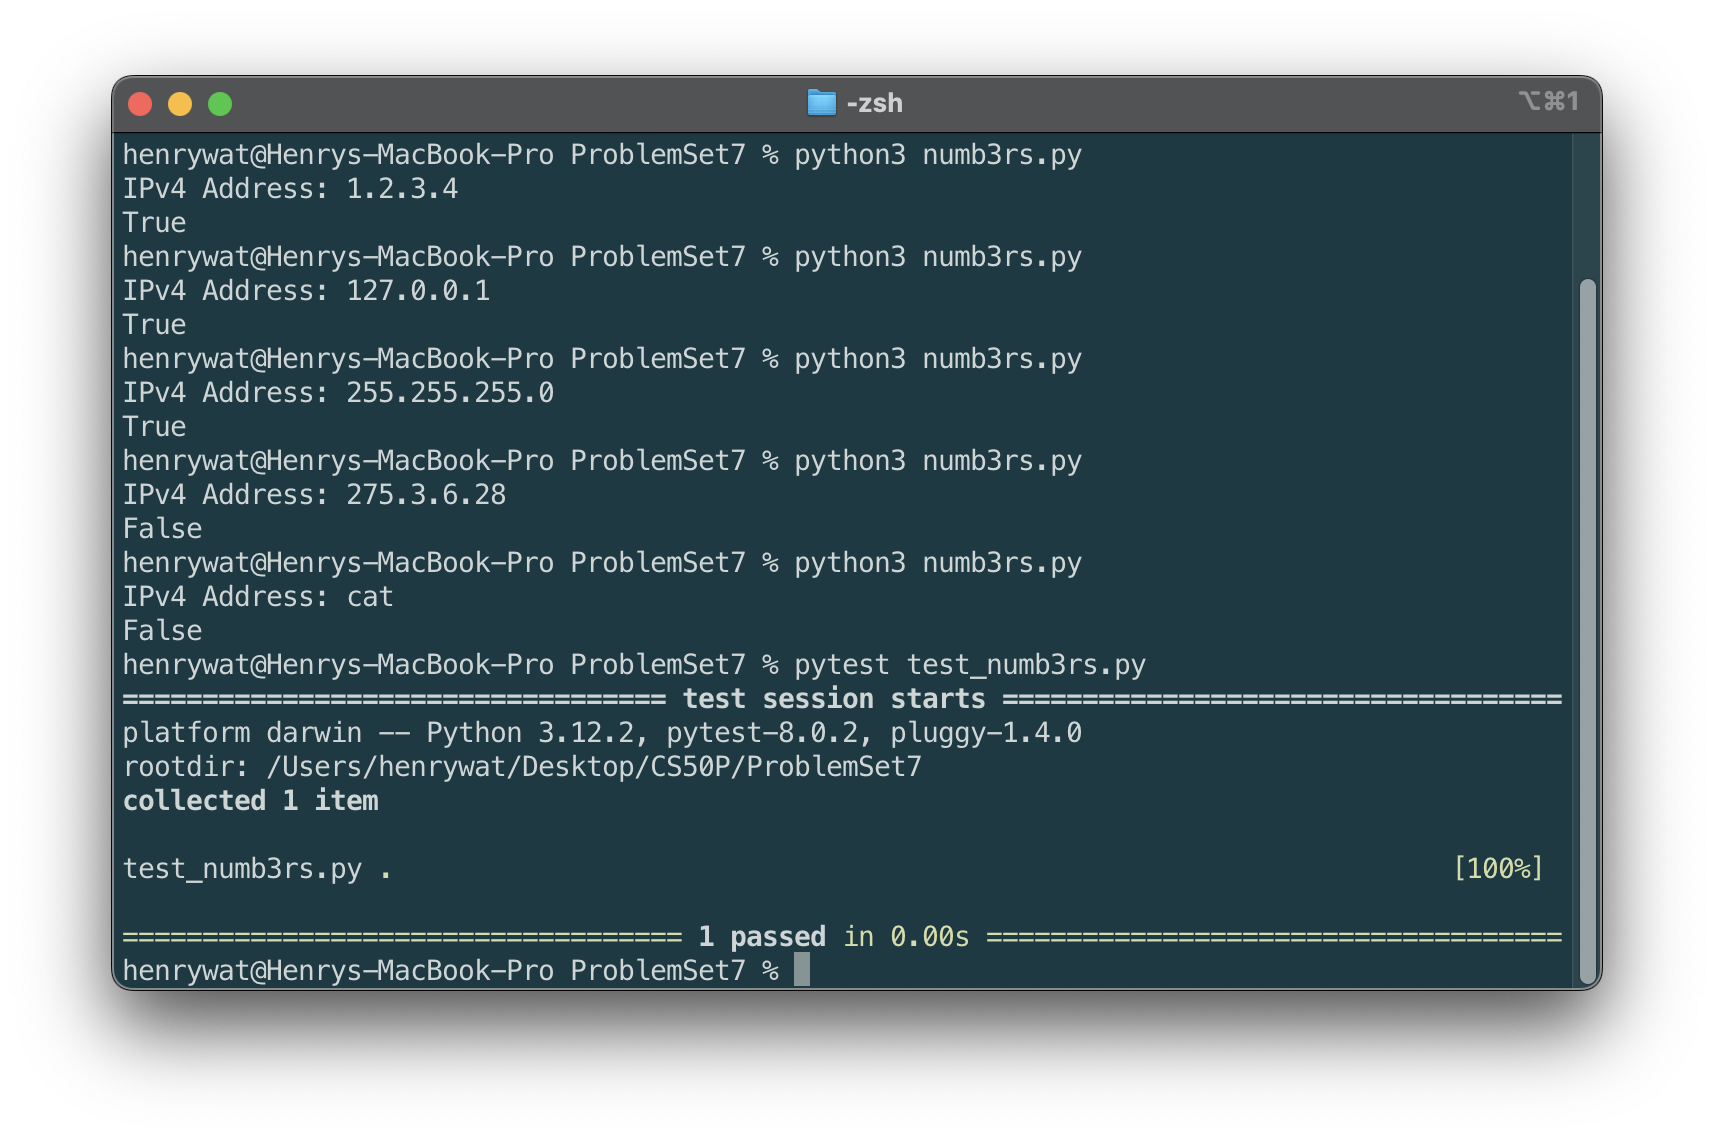 -zsh
⌥⌘1
henrywat@Henrys-MacBook-Pro ProblemSet7 % python3 numb3rs.py
IPv4 Address: 1.2.3.4
True
henrywat@Henrys-MacBook-Pro ProblemSet7 % python3 numb3rs.py
IPv4 Address: 127.0.0.1
True
henrywat@Henrys-MacBook-Pro ProblemSet7 % python3 numb3rs.py
IPv4 Address: 255.255.255.0
True
henrywat@Henrys-MacBook-Pro ProblemSet7 % python3 numb3rs.py
IPv4 Address: 275.3.6.28
False
henrywat@Henrys-MacBook-Pro ProblemSet7 % python3 numb3rs.py
IPv4 Address: cat
False
henrywat@Henrys-MacBook-Pro ProblemSet7 % pytest test_numb3rs.py
================================== test session starts ===================================
platform darwin -- Python 3.12.2, pytest-8.0.2, pluggy-1.4.0
rootdir: /Users/henrywat/Desktop/CS50P/ProblemSet7
collected 1 item
test_numb3rs.py . [100%]
=================================== 1 passed in 0.00s ====================================
henrywat@Henrys-MacBook-Pro ProblemSet7 %